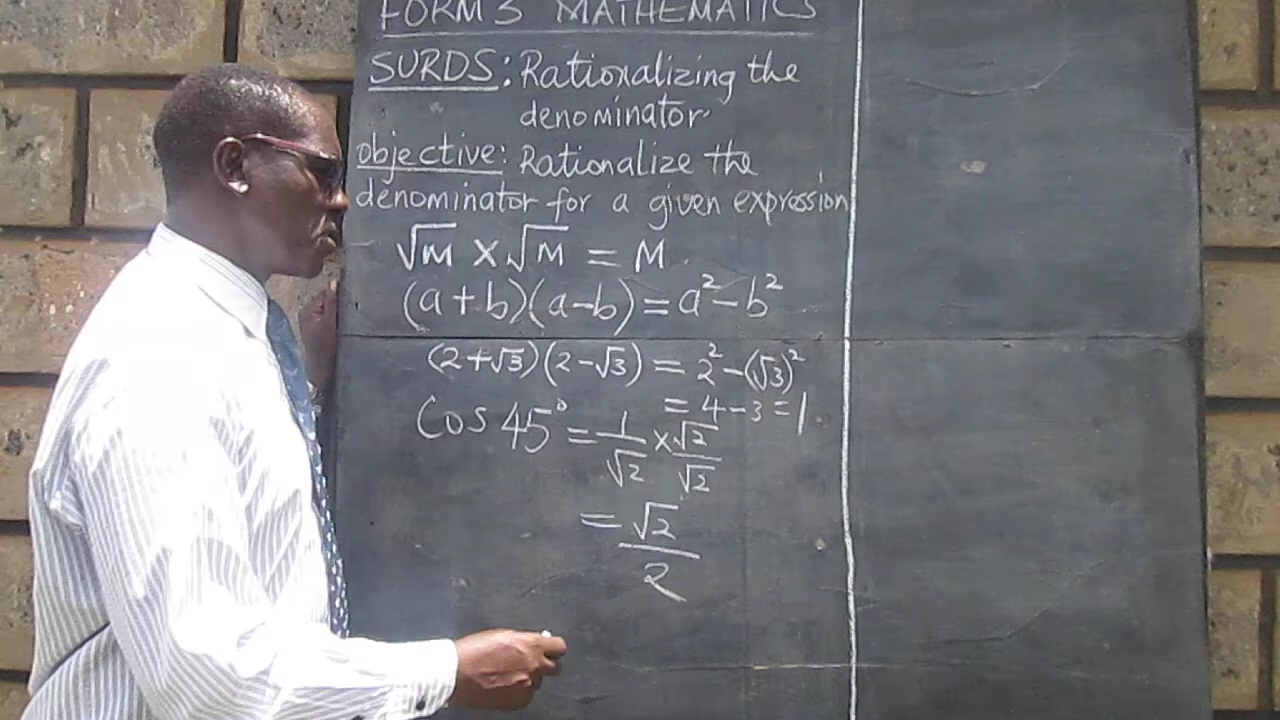 FORM 3 MATHEMATICS
SURDS: Rationalizing the
denominator.
objective: Rationalize the
denominator for a given expression
√M × √M = M.
(a+b)(a-b) = a² - b²
(2+√3)(2-√3) = 2² - (√3)²
= 4 - 3 = 1
Cos 45° = 1/√2 × √2/√2
= √2/2